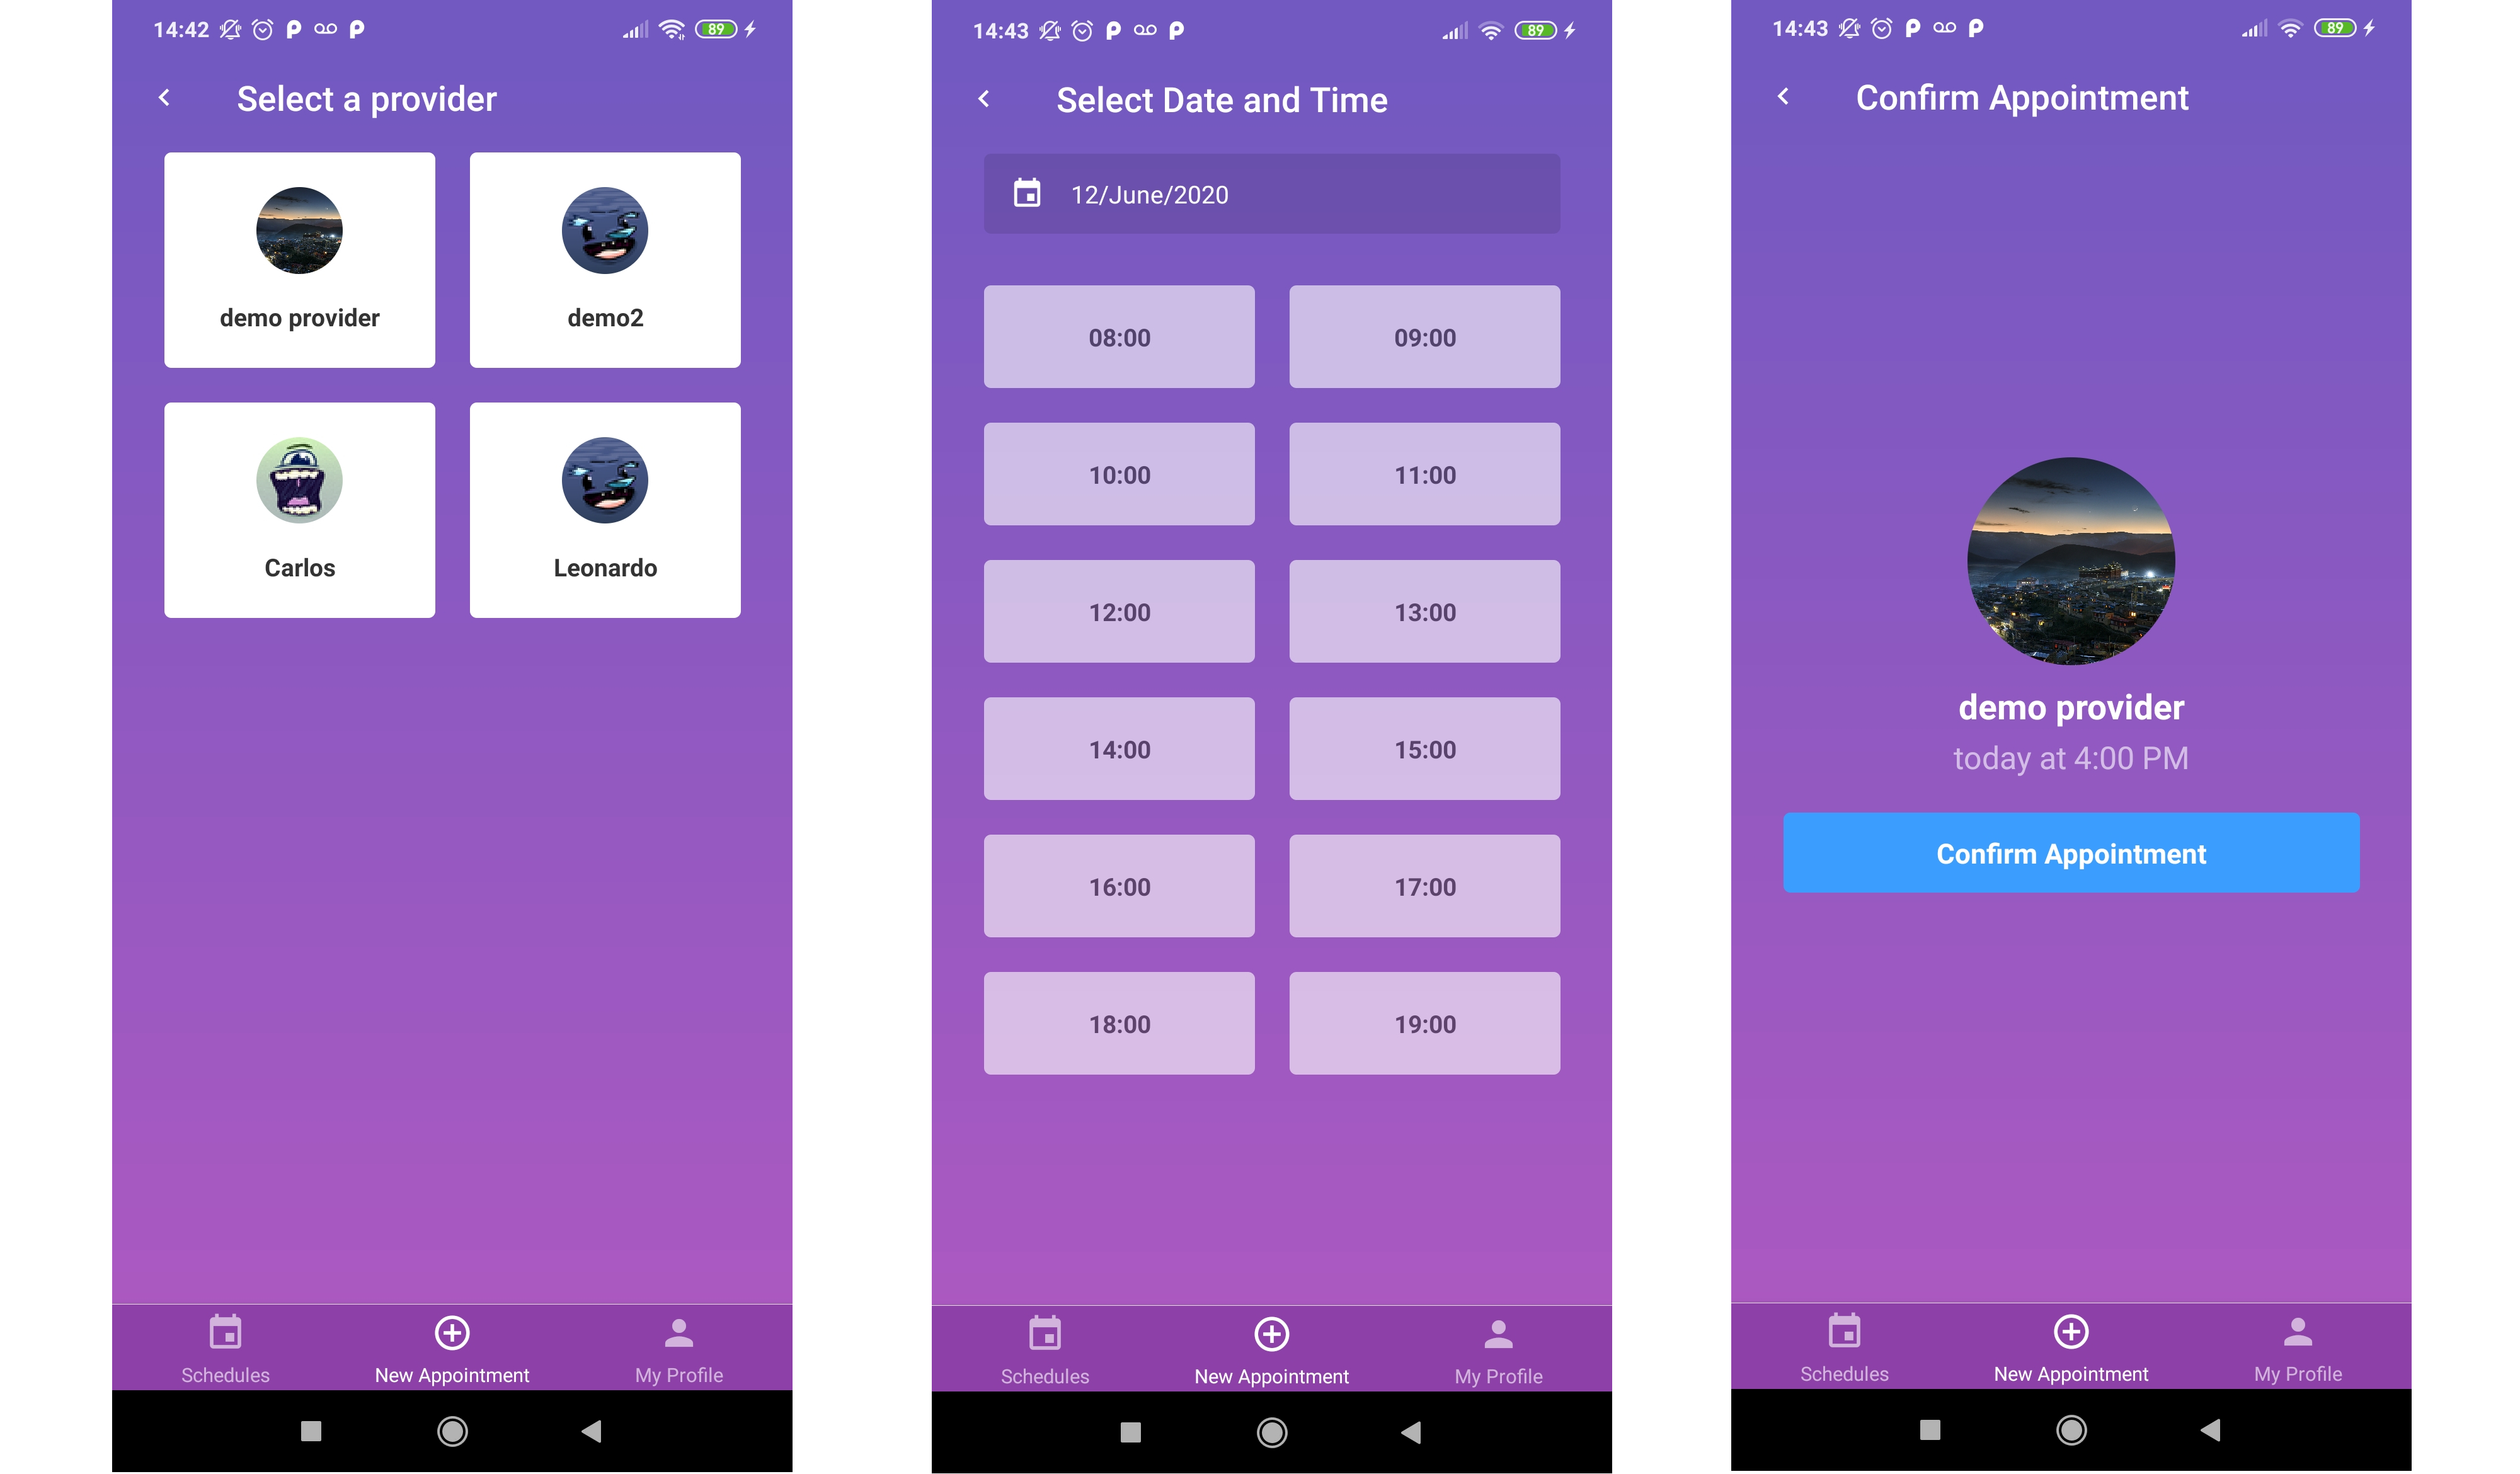 14:42
89
Select a provider
demo provider
demo2
Carlos
Leonardo
Schedules
New Appointment
My Profile
14:43
89
Select Date and Time
12/June/2020
08:00
09:00
10:00
11:00
12:00
13:00
14:00
15:00
16:00
17:00
18:00
19:00
Schedules
New Appointment
My Profile
14:43
89
Confirm Appointment
demo provider
today at 4:00 PM
Confirm Appointment
Schedules
New Appointment
My Profile